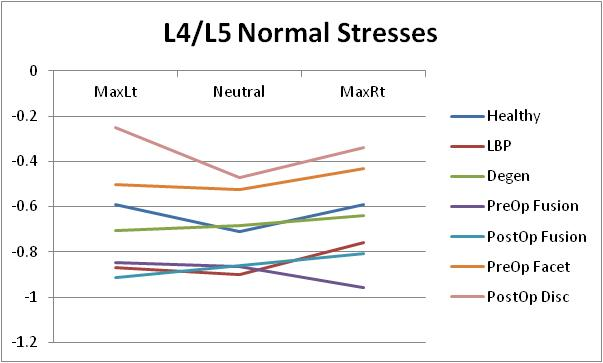 L4/L5 Normal Stresses
0
MaxLt Neutral MaxRt
-0.2
-0.4
-0.6
-0.8
-1
-1.2
Healthy
LBP
Degen
PreOp Fusion
PostOp Fusion
PreOp Facet
PostOp Disc